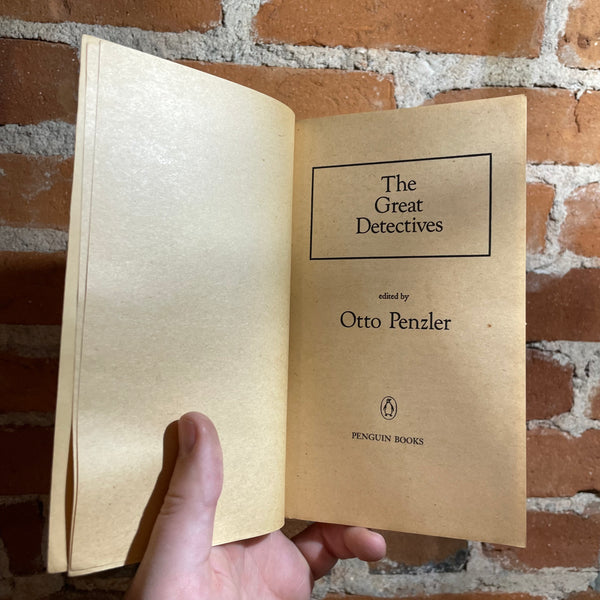 The
Great
Detectives
edited by
Otto Penzler
PENGUIN BOOKS